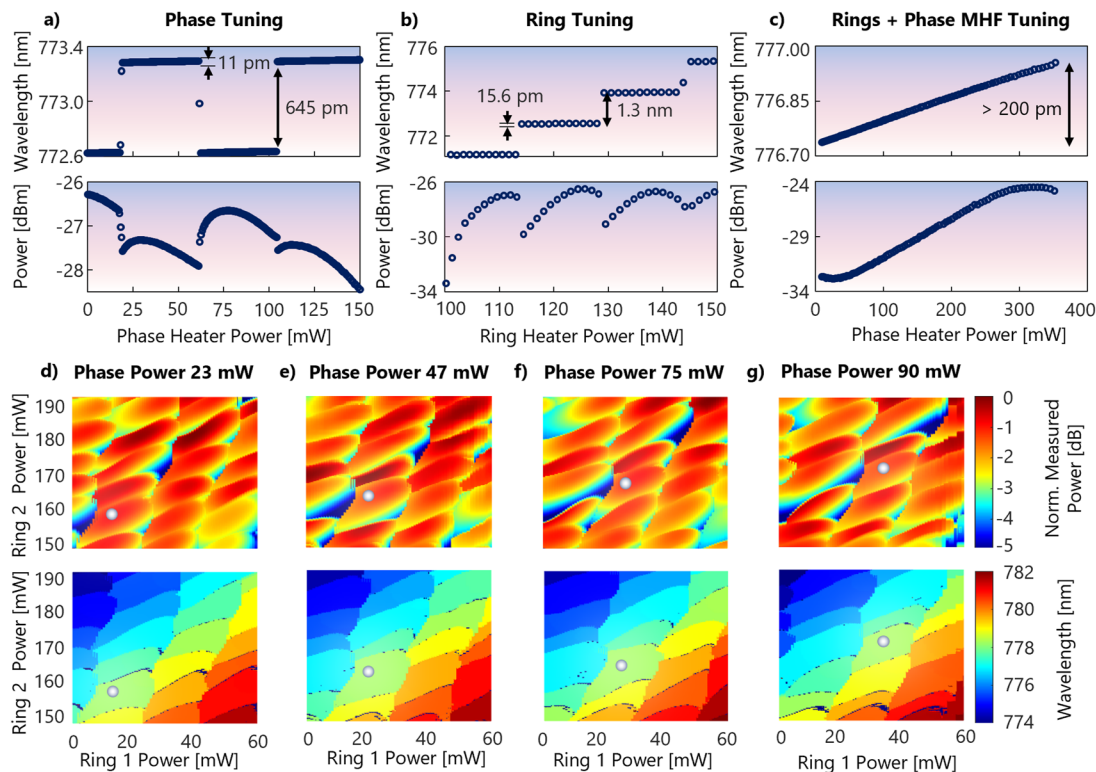 a) Phase Tuning
Wavelength [nm]
773.4
773.0
772.6
11 pm
645 pm
Power [dBm]
-26
-27
-28
0 25 50 75 100 125 150
Phase Heater Power [mW]
b) Ring Tuning
Wavelength [nm]
776
774
772
15.6 pm
1.3 nm
Power [dBm]
-26
-30
-34
100 110 120 130 140 150
Ring Heater Power [mW]
c) Rings + Phase MHF Tuning
Wavelength [nm]
777.00
776.85
776.70
> 200 pm
Power [dBm]
-24
-29
-34
0 100 200 300 400
Phase Heater Power [mW]
d) Phase Power 23 mW
e) Phase Power 47 mW
f) Phase Power 75 mW
g) Phase Power 90 mW
Ring 2 Power [mW]
190
180
170
160
150
0
-1
-2
-3
-4
-5
Norm. Measured
Power [dB]
Ring 2 Power [mW]
190
180
170
160
150
782
780
778
776
774
Wavelength [nm]
0 20 40 60
0 20 40 60
0 20 40 60
0 20 40 60
Ring 1 Power [mW]
Ring 1 Power [mW]
Ring 1 Power [mW]
Ring 1 Power [mW]